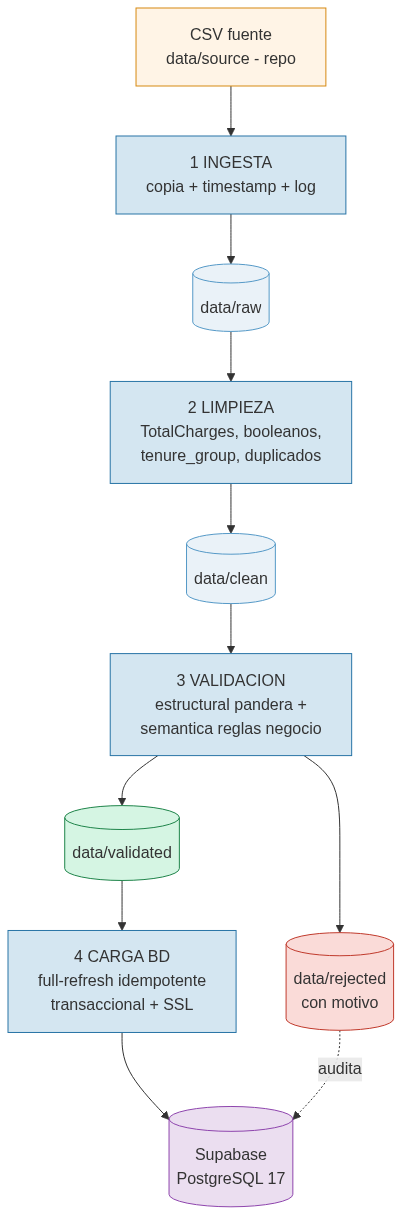 CSV fuente
data/source - repo
1 INGESTA
copia + timestamp + log
data/raw
2 LIMPIEZA
TotalCharges, booleanos,
tenure_group, duplicados
data/clean
3 VALIDACION
estructural pandera +
semantica reglas negocio
data/validated
4 CARGA BD
full-refresh idempotente
transaccional + SSL
data/rejected
con motivo
audita
Supabase
PostgreSQL 17